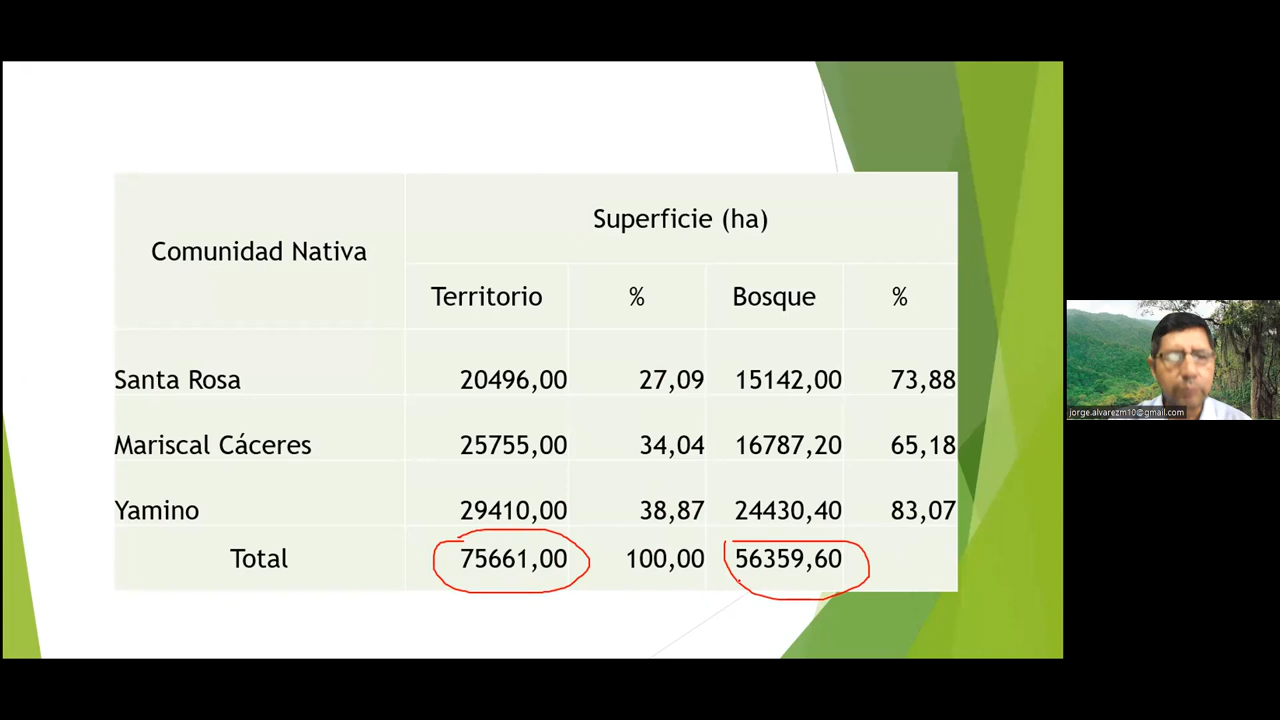 Comunidad Nativa
Superficie (ha)
Territorio % Bosque %
Santa Rosa 20496,00 27,09 15142,00 73,88
Mariscal Cáceres 25755,00 34,04 16787,20 65,18
Yamino 29410,00 38,87 24430,40 83,07
Total 75661,00 100,00 56359,60
jorge.alvarezm10@gmail.com